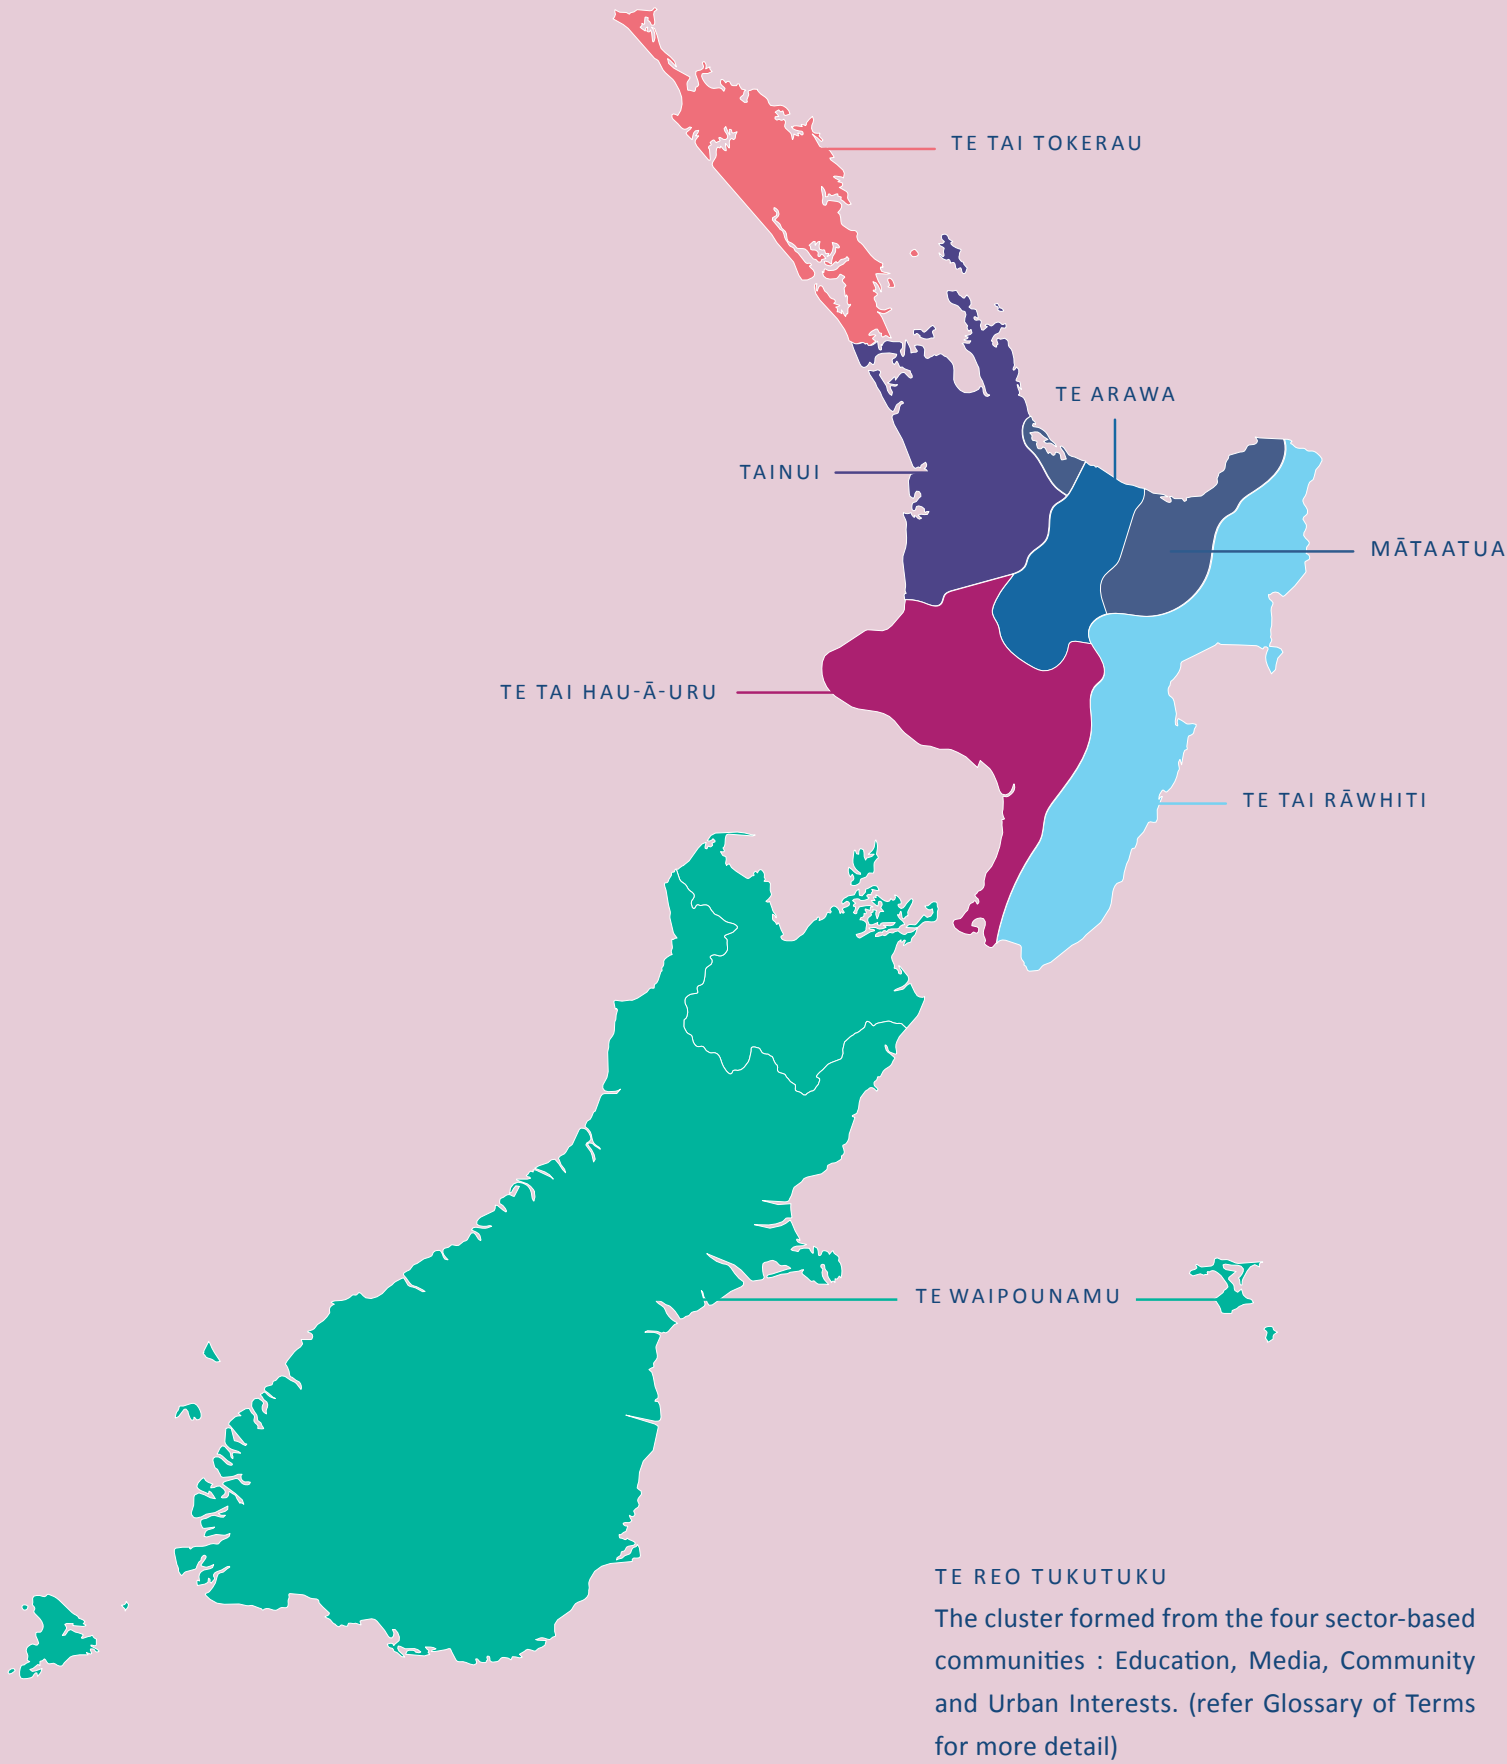 TE TAI TOKERAU
TE ARAWA
TAINUI
MĀTAATUA
TE TAI HAU-Ā-URU
TE TAI RĀWHITI
TE WAIPOUNAMU
TE REO TUKUTUKU
The cluster formed from the four sector-based
communities : Education, Media, Community
and Urban Interests. (refer Glossary of Terms
for more detail)